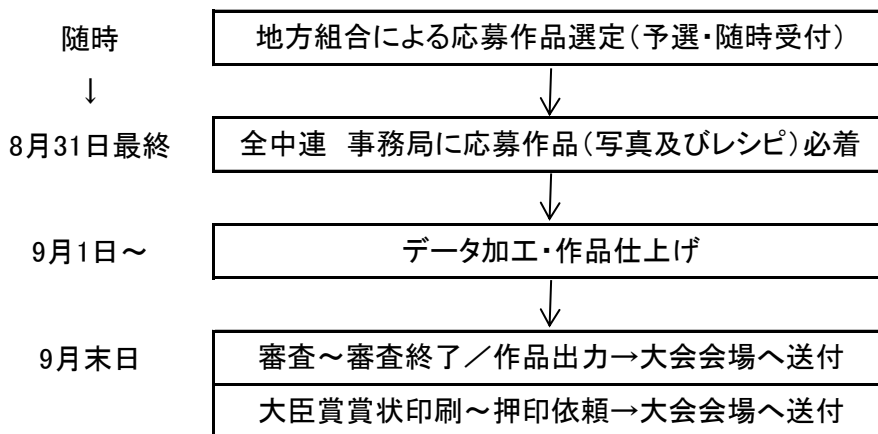 随時
地方組合による応募作品選定（予選・随時受付）
↓
8月31日最終
全中連　事務局に応募作品（写真及びレシピ）必着
9月1日～
データ加工・作品仕上げ
9月末日
審査～審査終了／作品出力→大会会場へ送付
大臣賞賞状印刷～押印依頼→大会会場へ送付